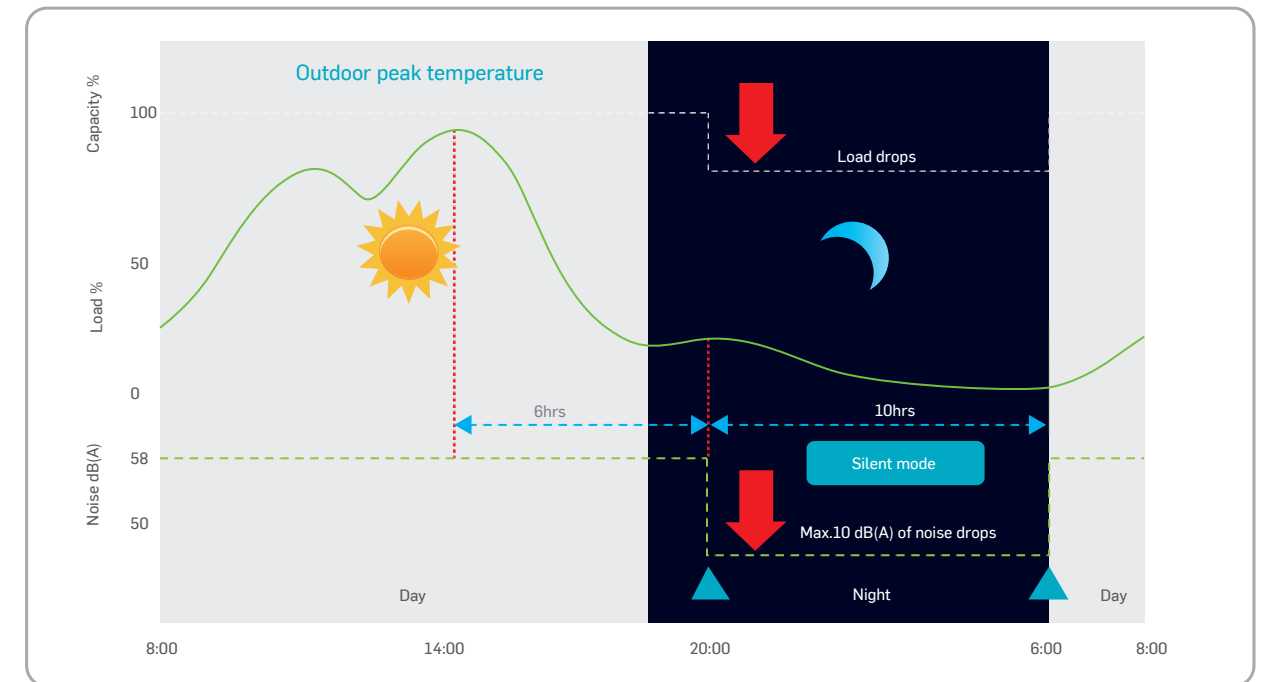 Outdoor peak temperature
Capacity %
100
Load drops
50
Load %
0
6hrs
10hrs
Noise dB(A)
58
Silent mode
50
Max.10 dB(A) of noise drops
Day
Night
Day
8:00
14:00
20:00
6:00
8:00